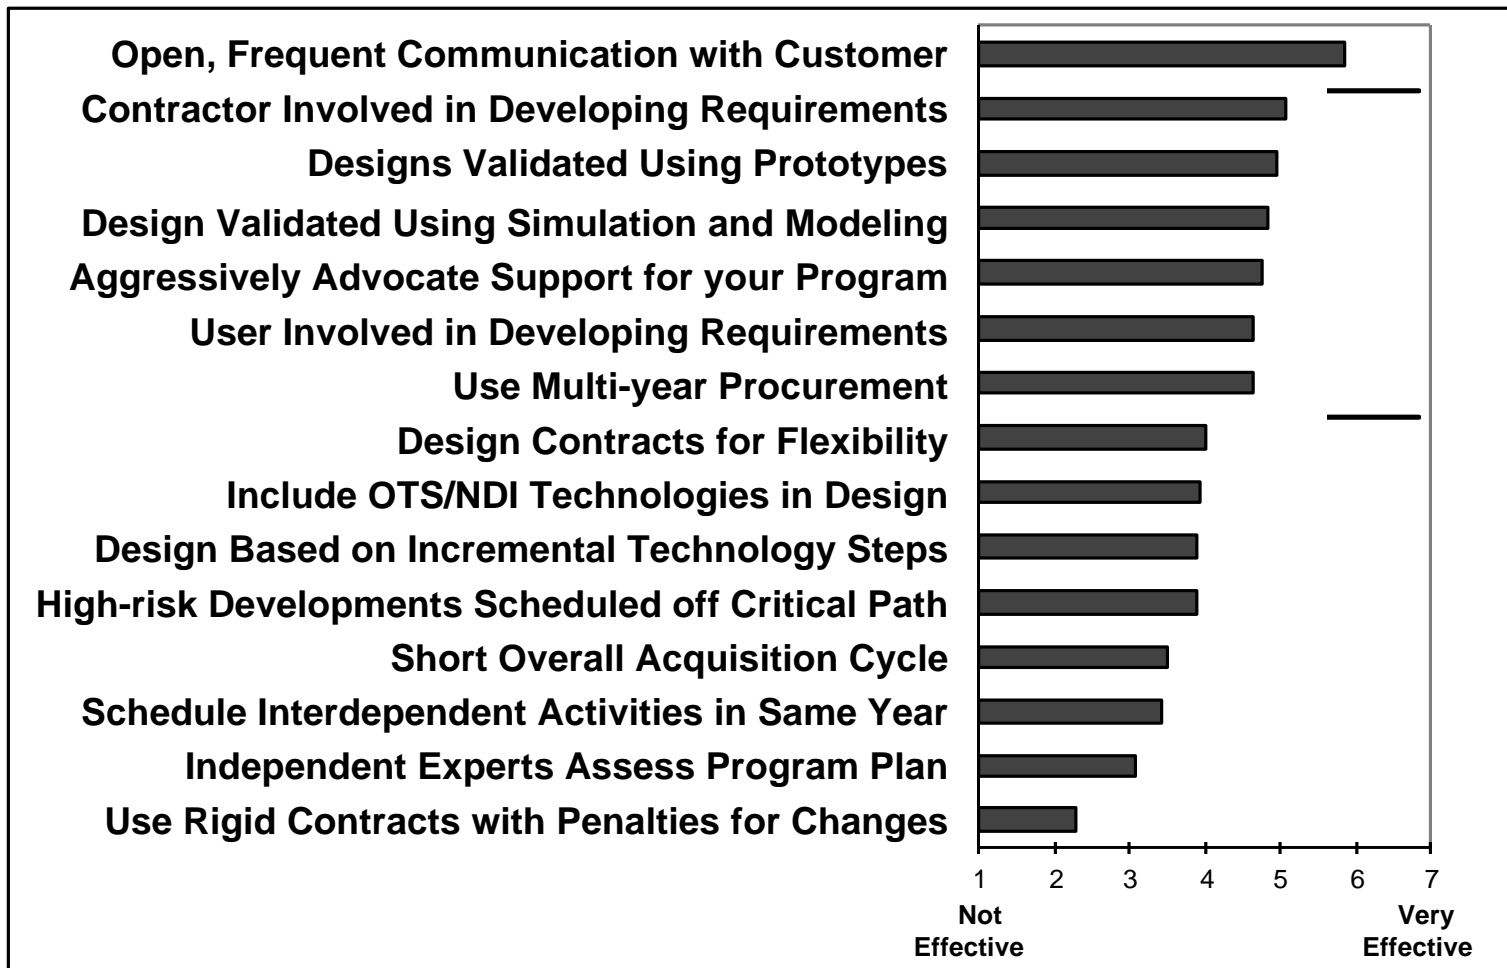 Open, Frequent Communication with Customer
Contractor Involved in Developing Requirements
Designs Validated Using Prototypes
Design Validated Using Simulation and Modeling
Aggressively Advocate Support for your Program
User Involved in Developing Requirements
Use Multi-year Procurement
Design Contracts for Flexibility
Include OTS/NDI Technologies in Design
Design Based on Incremental Technology Steps
High-risk Developments Scheduled off Critical Path
Short Overall Acquisition Cycle
Schedule Interdependent Activities in Same Year
Independent Experts Assess Program Plan
Use Rigid Contracts with Penalties for Changes
1 2 3 4 5 6 7
Not Very
Effective Effective